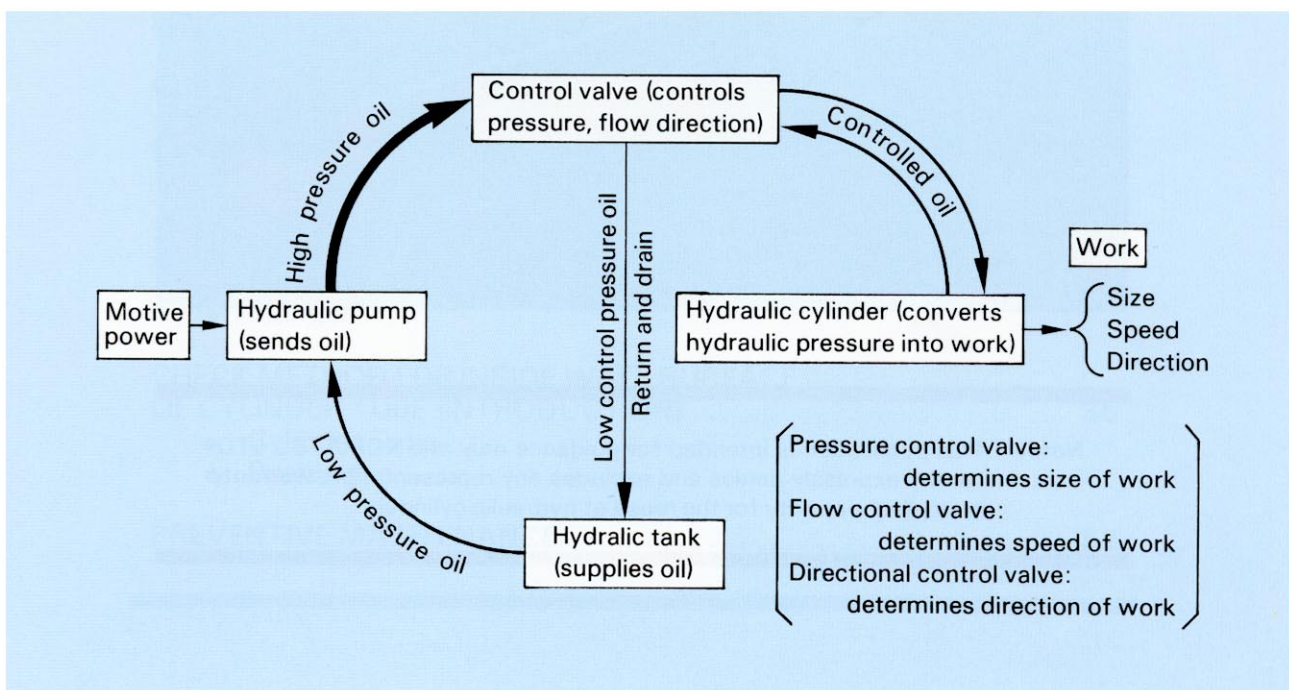 Control valve (controls
pressure, flow direction)
High pressure oil
Controlled oil
Low control pressure oil
Return and drain
Work
Motive
power
Hydraulic pump
(sends oil)
Hydraulic cylinder (converts
hydraulic pressure into work)
Size
Speed
Direction
Low pressure oil
Hydralic tank
(supplies oil)
Pressure control valve:
determines size of work
Flow control valve:
determines speed of work
Directional control valve:
determines direction of work